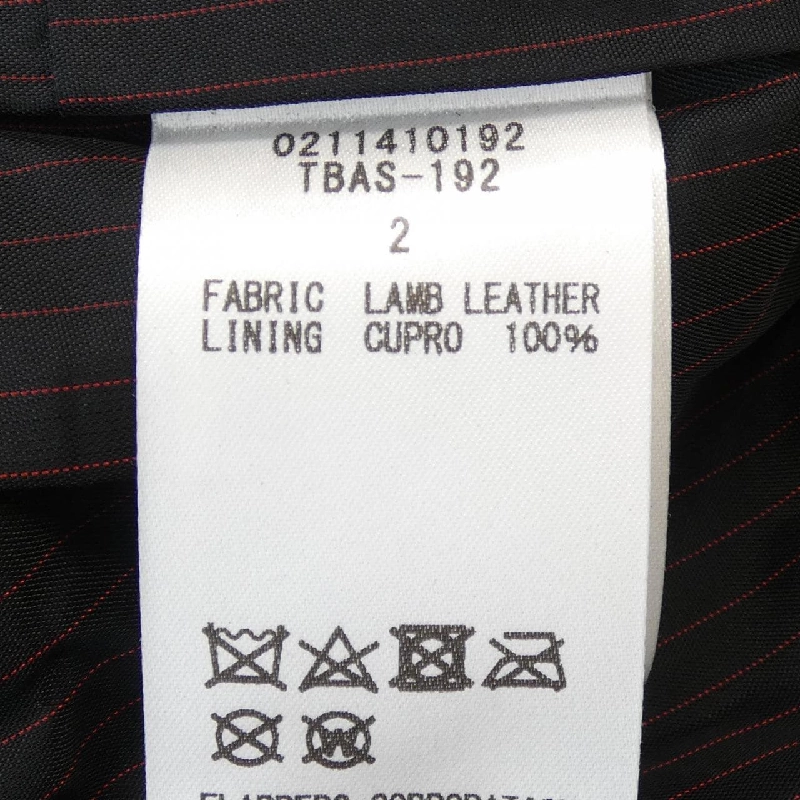 0211410192
TBAS-192
2
FABRIC LAMB LEATHER
LINING CUPRO 100%
W